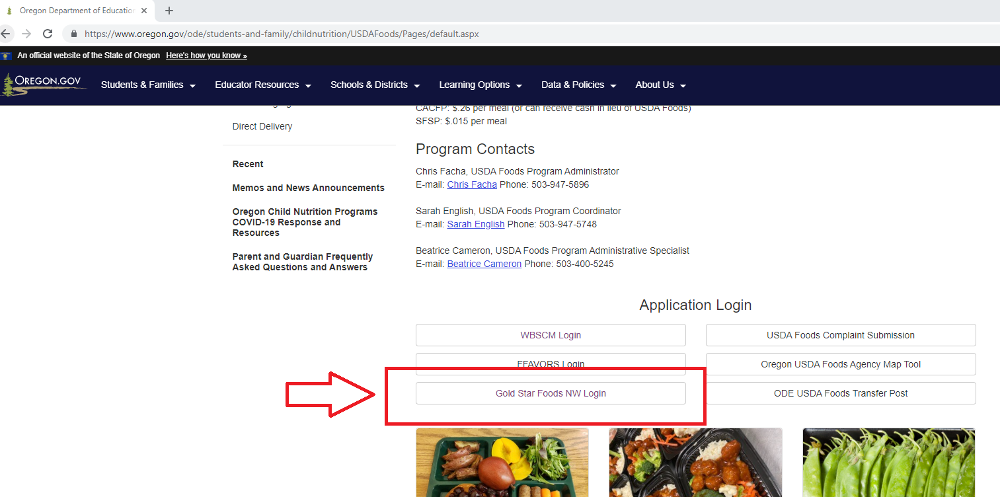 Oregon Department of Education
https://www.oregon.gov/ode/students-and-family/childnutrition/USDAFoods/Pages/default.aspx
An official website of the State of Oregon Here's how you know »
OREGON.GOV Students & Families Educator Resources Schools & Districts Learning Options Data & Policies About Us
Direct Delivery
Recent
Memos and News Announcements
Oregon Child Nutrition Programs
COVID-19 Response and
Resources
Parent and Guardian Frequently
Asked Questions and Answers
CACFP: $.26 per meal (or can receive cash in lieu of USDA Foods)
SFSP: $.015 per meal
Program Contacts
Chris Facha, USDA Foods Program Administrator
E-mail: Chris Facha Phone: 503-947-5896
Sarah English, USDA Foods Program Coordinator
E-mail: Sarah English Phone: 503-947-5748
Beatrice Cameron, USDA Foods Program Administrative Specialist
E-mail: Beatrice Cameron Phone: 503-400-5245
Application Login
WBSCM Login
USDA Foods Complaint Submission
FFAVORS Login
Oregon USDA Foods Agency Map Tool
Gold Star Foods NW Login
ODE USDA Foods Transfer Post